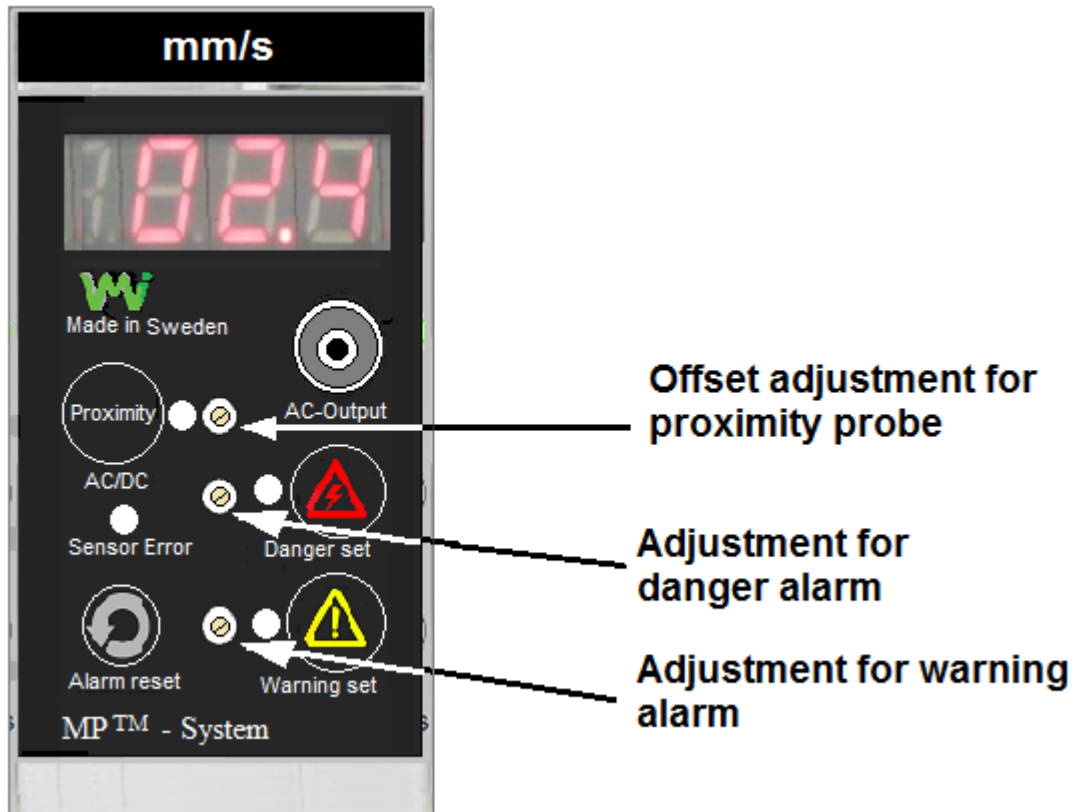 mm/s
02.4
VMI
Made in Sweden
AC-Output
Proximity
AC/DC
Sensor Error
Danger set
Alarm reset
Warning set
MP TM - System
Offset adjustment for
proximity probe
Adjustment for
danger alarm
Adjustment for warning
alarm